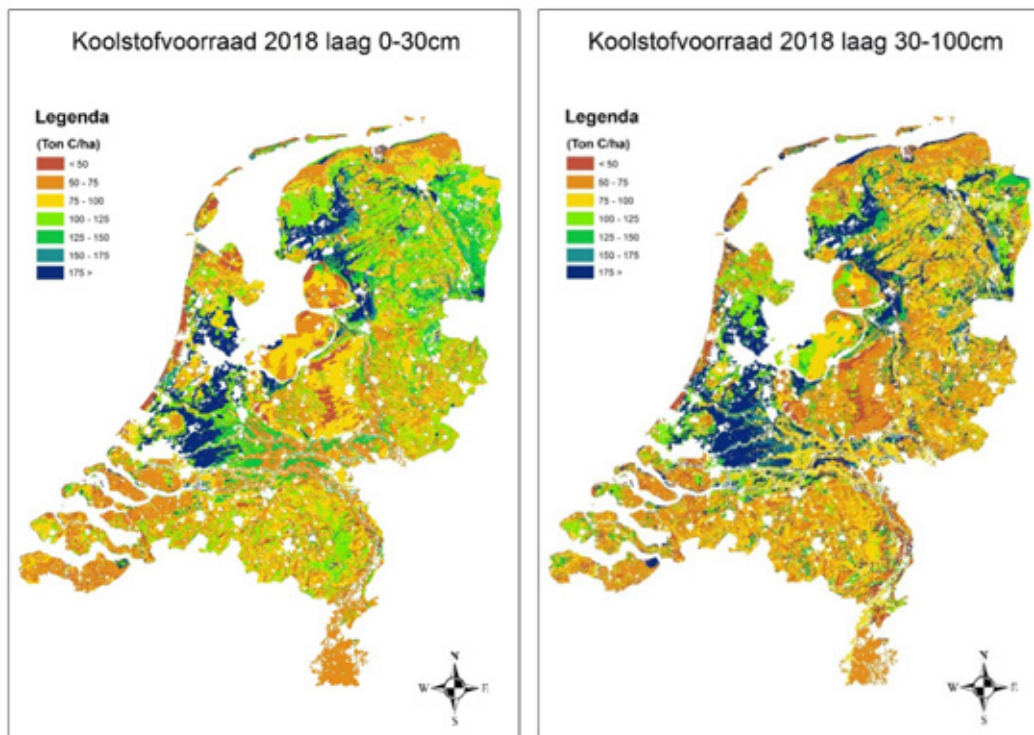 Koolstofvoorraad 2018 laag 0-30cm
Legenda
(Ton C/ha)
< 50
50 - 75
75 - 100
100 - 125
125 - 150
150 - 175
175 >
N
W E
S
Koolstofvoorraad 2018 laag 30-100cm
Legenda
(Ton C/ha)
< 50
50 - 75
75 - 100
100 - 125
125 - 150
150 - 175
175 >
N
W E
S